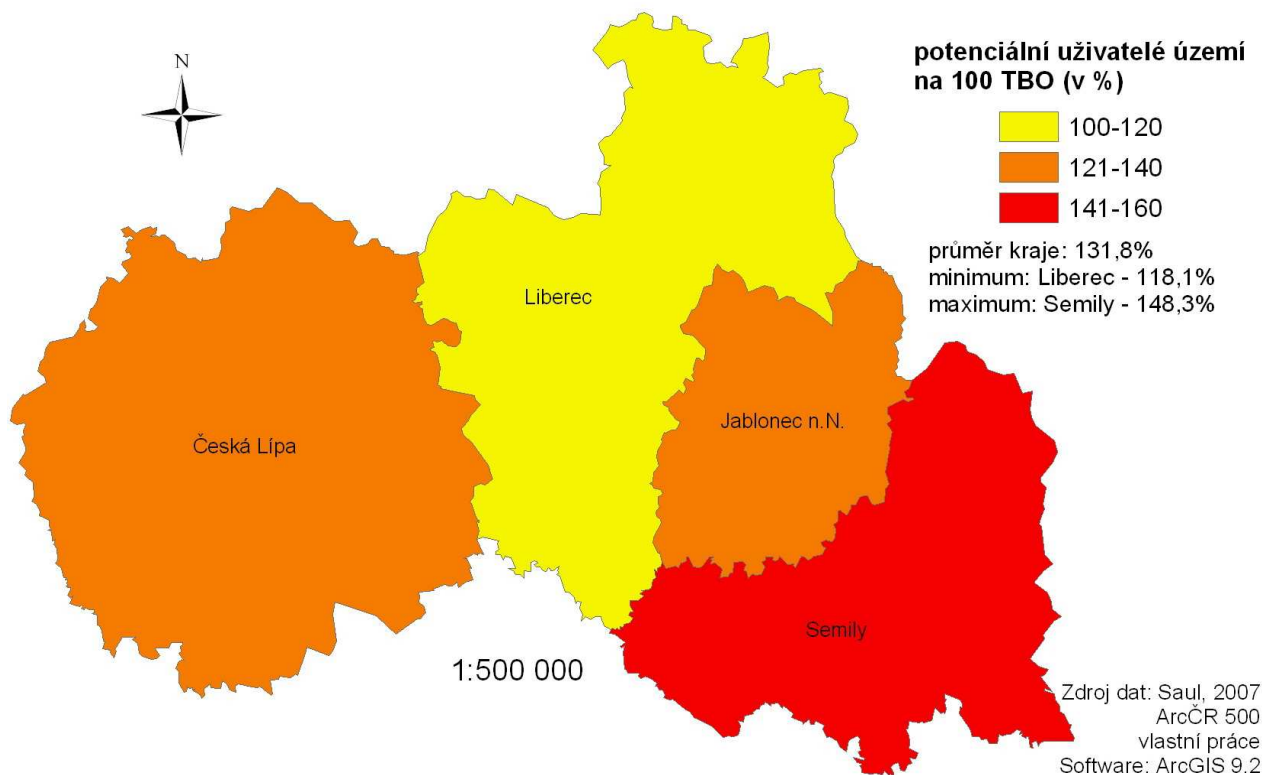 N
potenciální uživatelé území
na 100 TBO (v %)
100-120
121-140
141-160
průměr kraje: 131,8%
minimum: Liberec - 118,1%
maximum: Semily - 148,3%
Liberec
Česká Lípa
Jablonec n.N.
Semily
1:500 000
Zdroj dat: Saul, 2007
ArcČR 500
vlastní práce
Software: ArcGIS 9.2